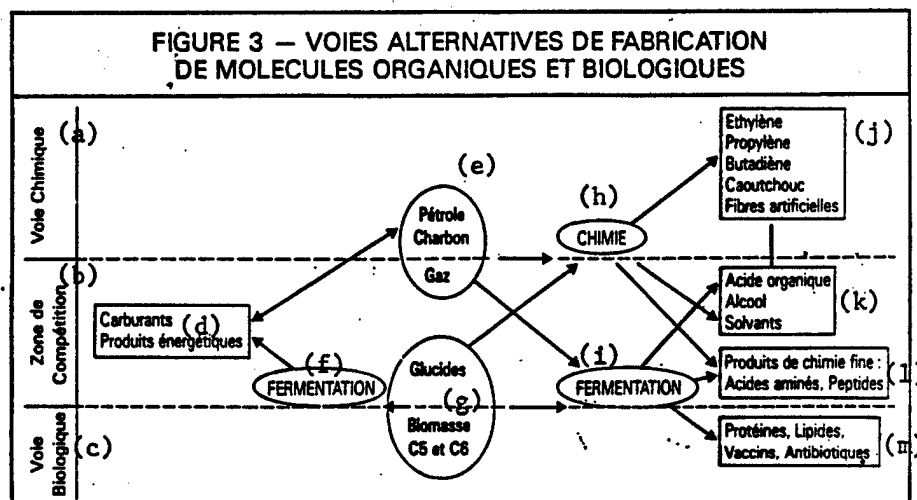 FIGURE 3 — VOIES ALTERNATIVES DE FABRICATION
DE MOLECULES ORGANIQUES ET BIOLOGIQUES
Voie Chimique
(a)
Zone de
Compétition
(b)
Voie
Biologique
(c)
Carburants
Produits énergétiques
(d)
(e)
Pétrole
Charbon
Gaz
(f)
FERMENTATION
Glucides
(g)
Biomasse
C5 et C6
(h)
CHIMIE
(i)
FERMENTATION
Ethylène
Propylène
Butadiène
Caoutchouc
Fibres artificielles
(j)
Acide organique
Alcool
Solvants
(k)
Produits de chimie fine :
Acides aminés, Peptides
(l)
Protéines, Lipides,
Vaccins, Antibiotiques
(m)